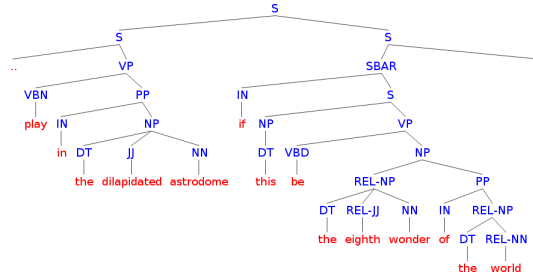 S
S S
.. VP SBAR
VBN PP IN S
play IN NP if NP VP
in DT JJ NN DT VBD NP
the dilapidated astrodome this be REL-NP PP
DT REL-JJ NN IN REL-NP
the eighth wonder of DT REL-NN
the world